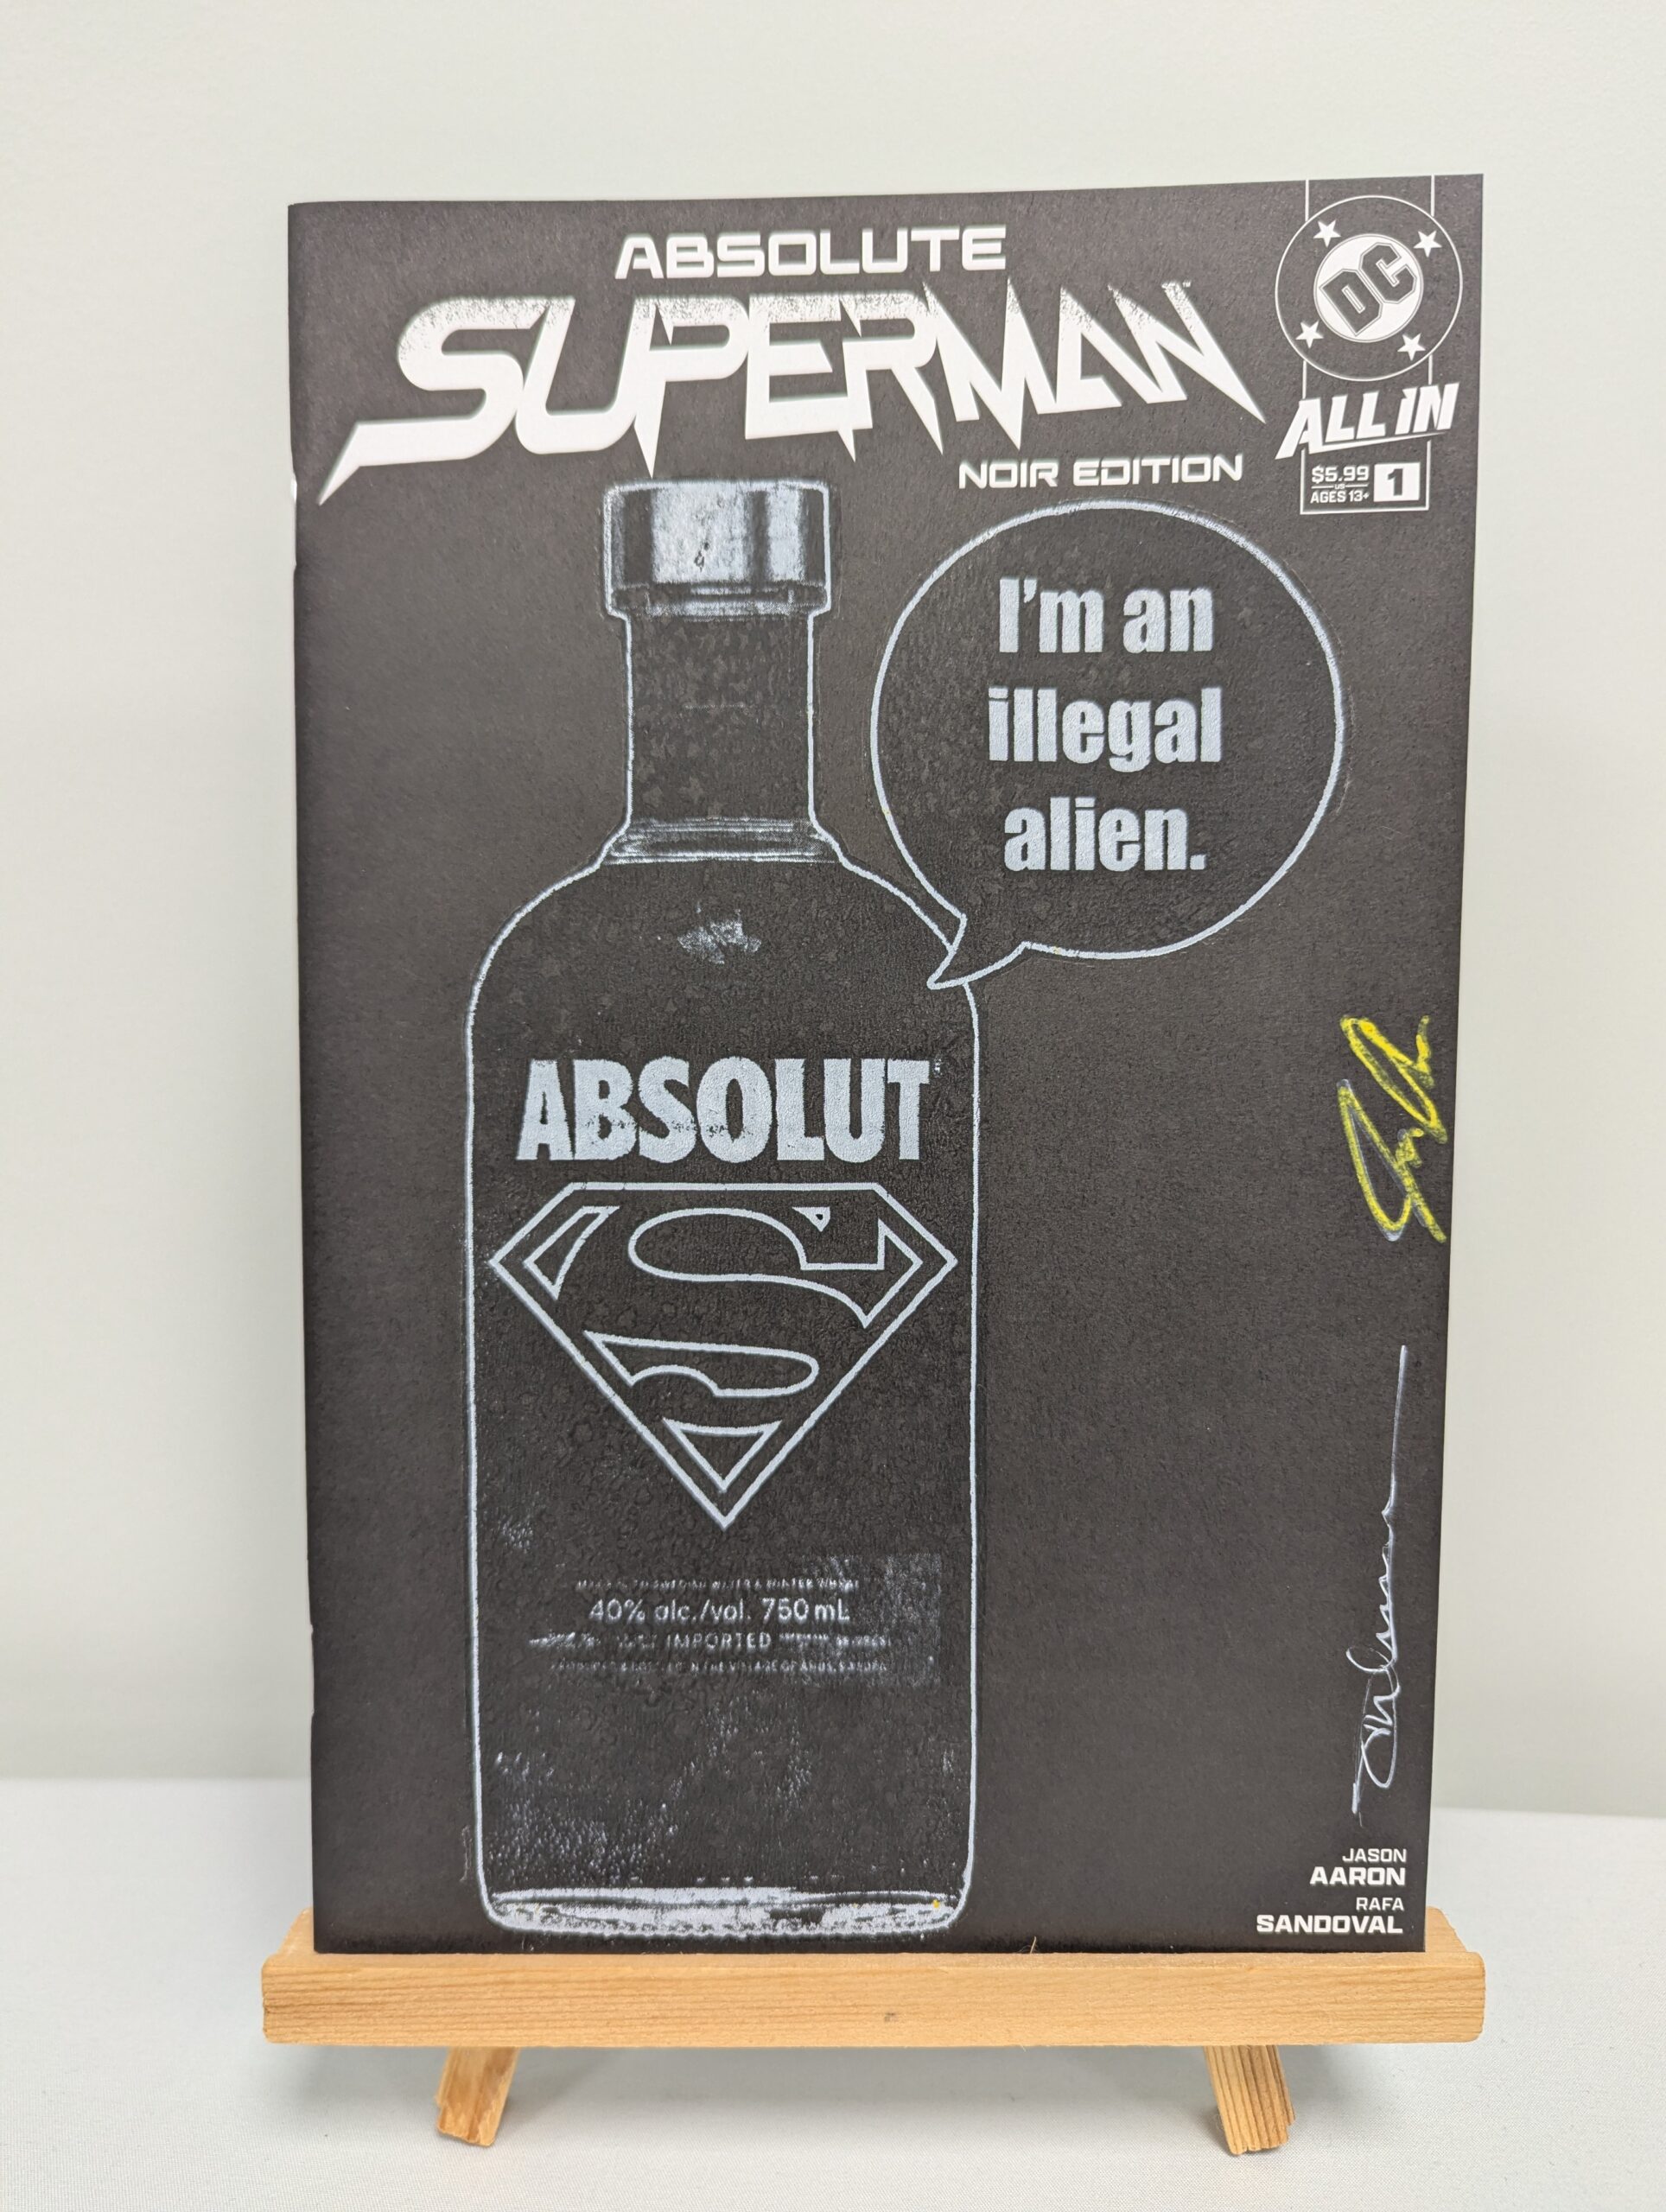 ABSOLUTE
SUPERMAN
NOIR EDITION
DC
ALL IN
$5.99
US
AGES 13+
1
I'm an
illegal
alien.
ABSOLUT
S
40% alc./vol. 750 mL
IMPORTED
JASON
AARON
RAFA
SANDOVAL